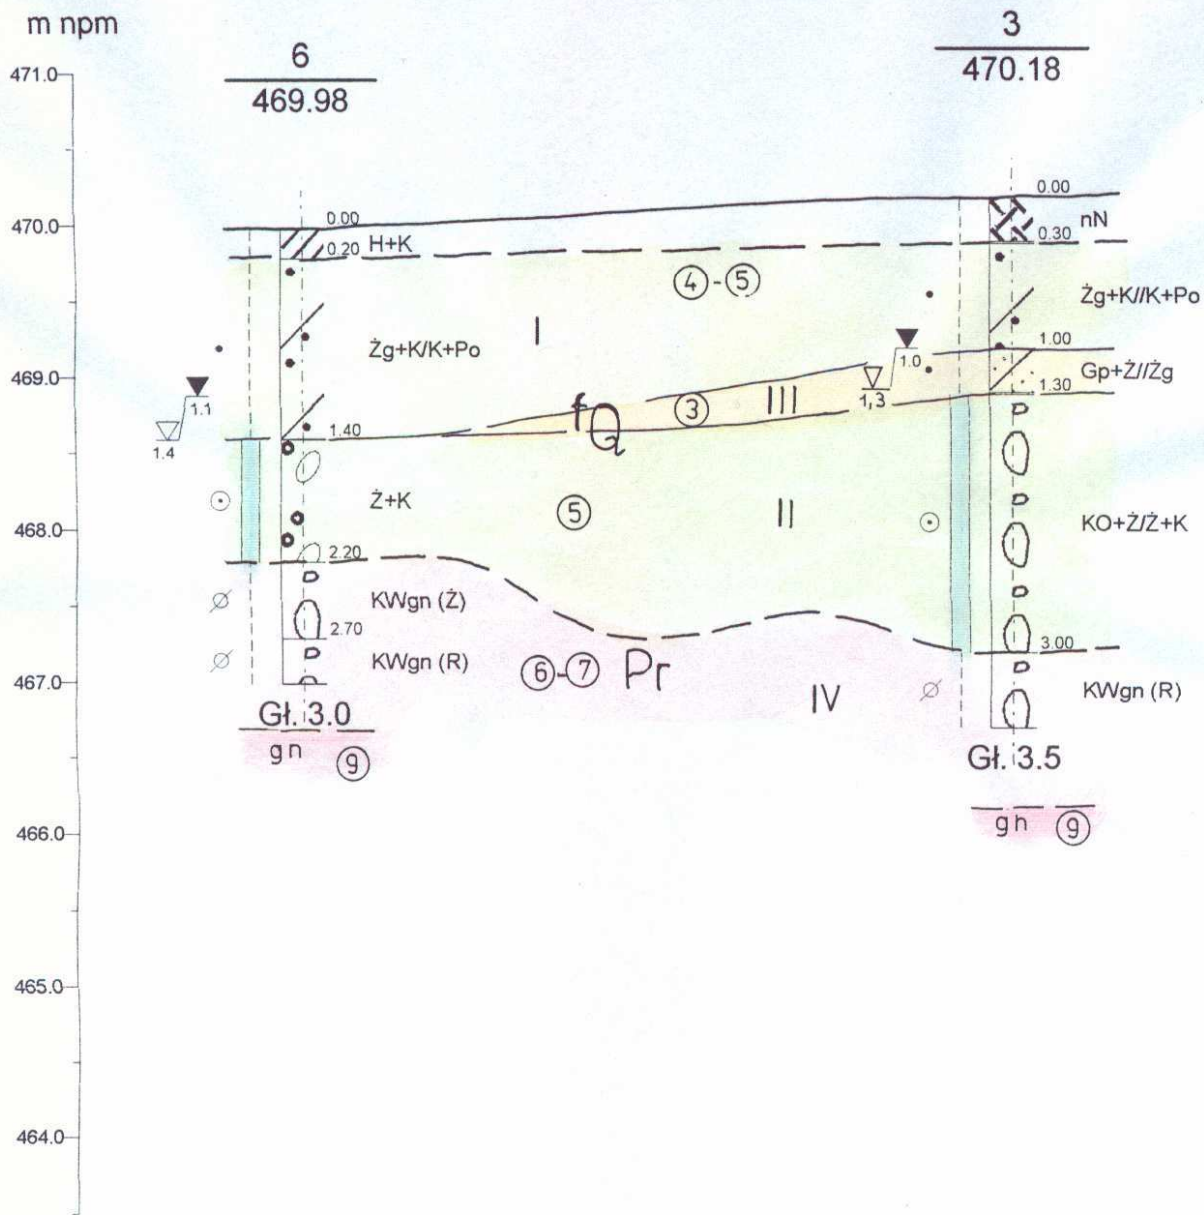 m npm
6
469.98
3
470.18
471.0
470.0
469.0
468.0
467.0
466.0
465.0
464.0
0.00
0.20
H+K
0.00
nN
0.30
④-⑤
Żg+K//K+Po
I
Żg+K/K+Po
1.0
1.00
1,3
Gp+Ż//Żg
1.30
1.1
1.4
1.40
fQ
③
III
Ż+K
⑤
II
KO+Ż/Ż+K
2.20
KWgn (Ż)
2.70
KWgn (R)
⑥-⑦
Pr
IV
3.00
KWgn (R)
Gł. 3.0
gn ⑨
Gł. 3.5
gh ⑨